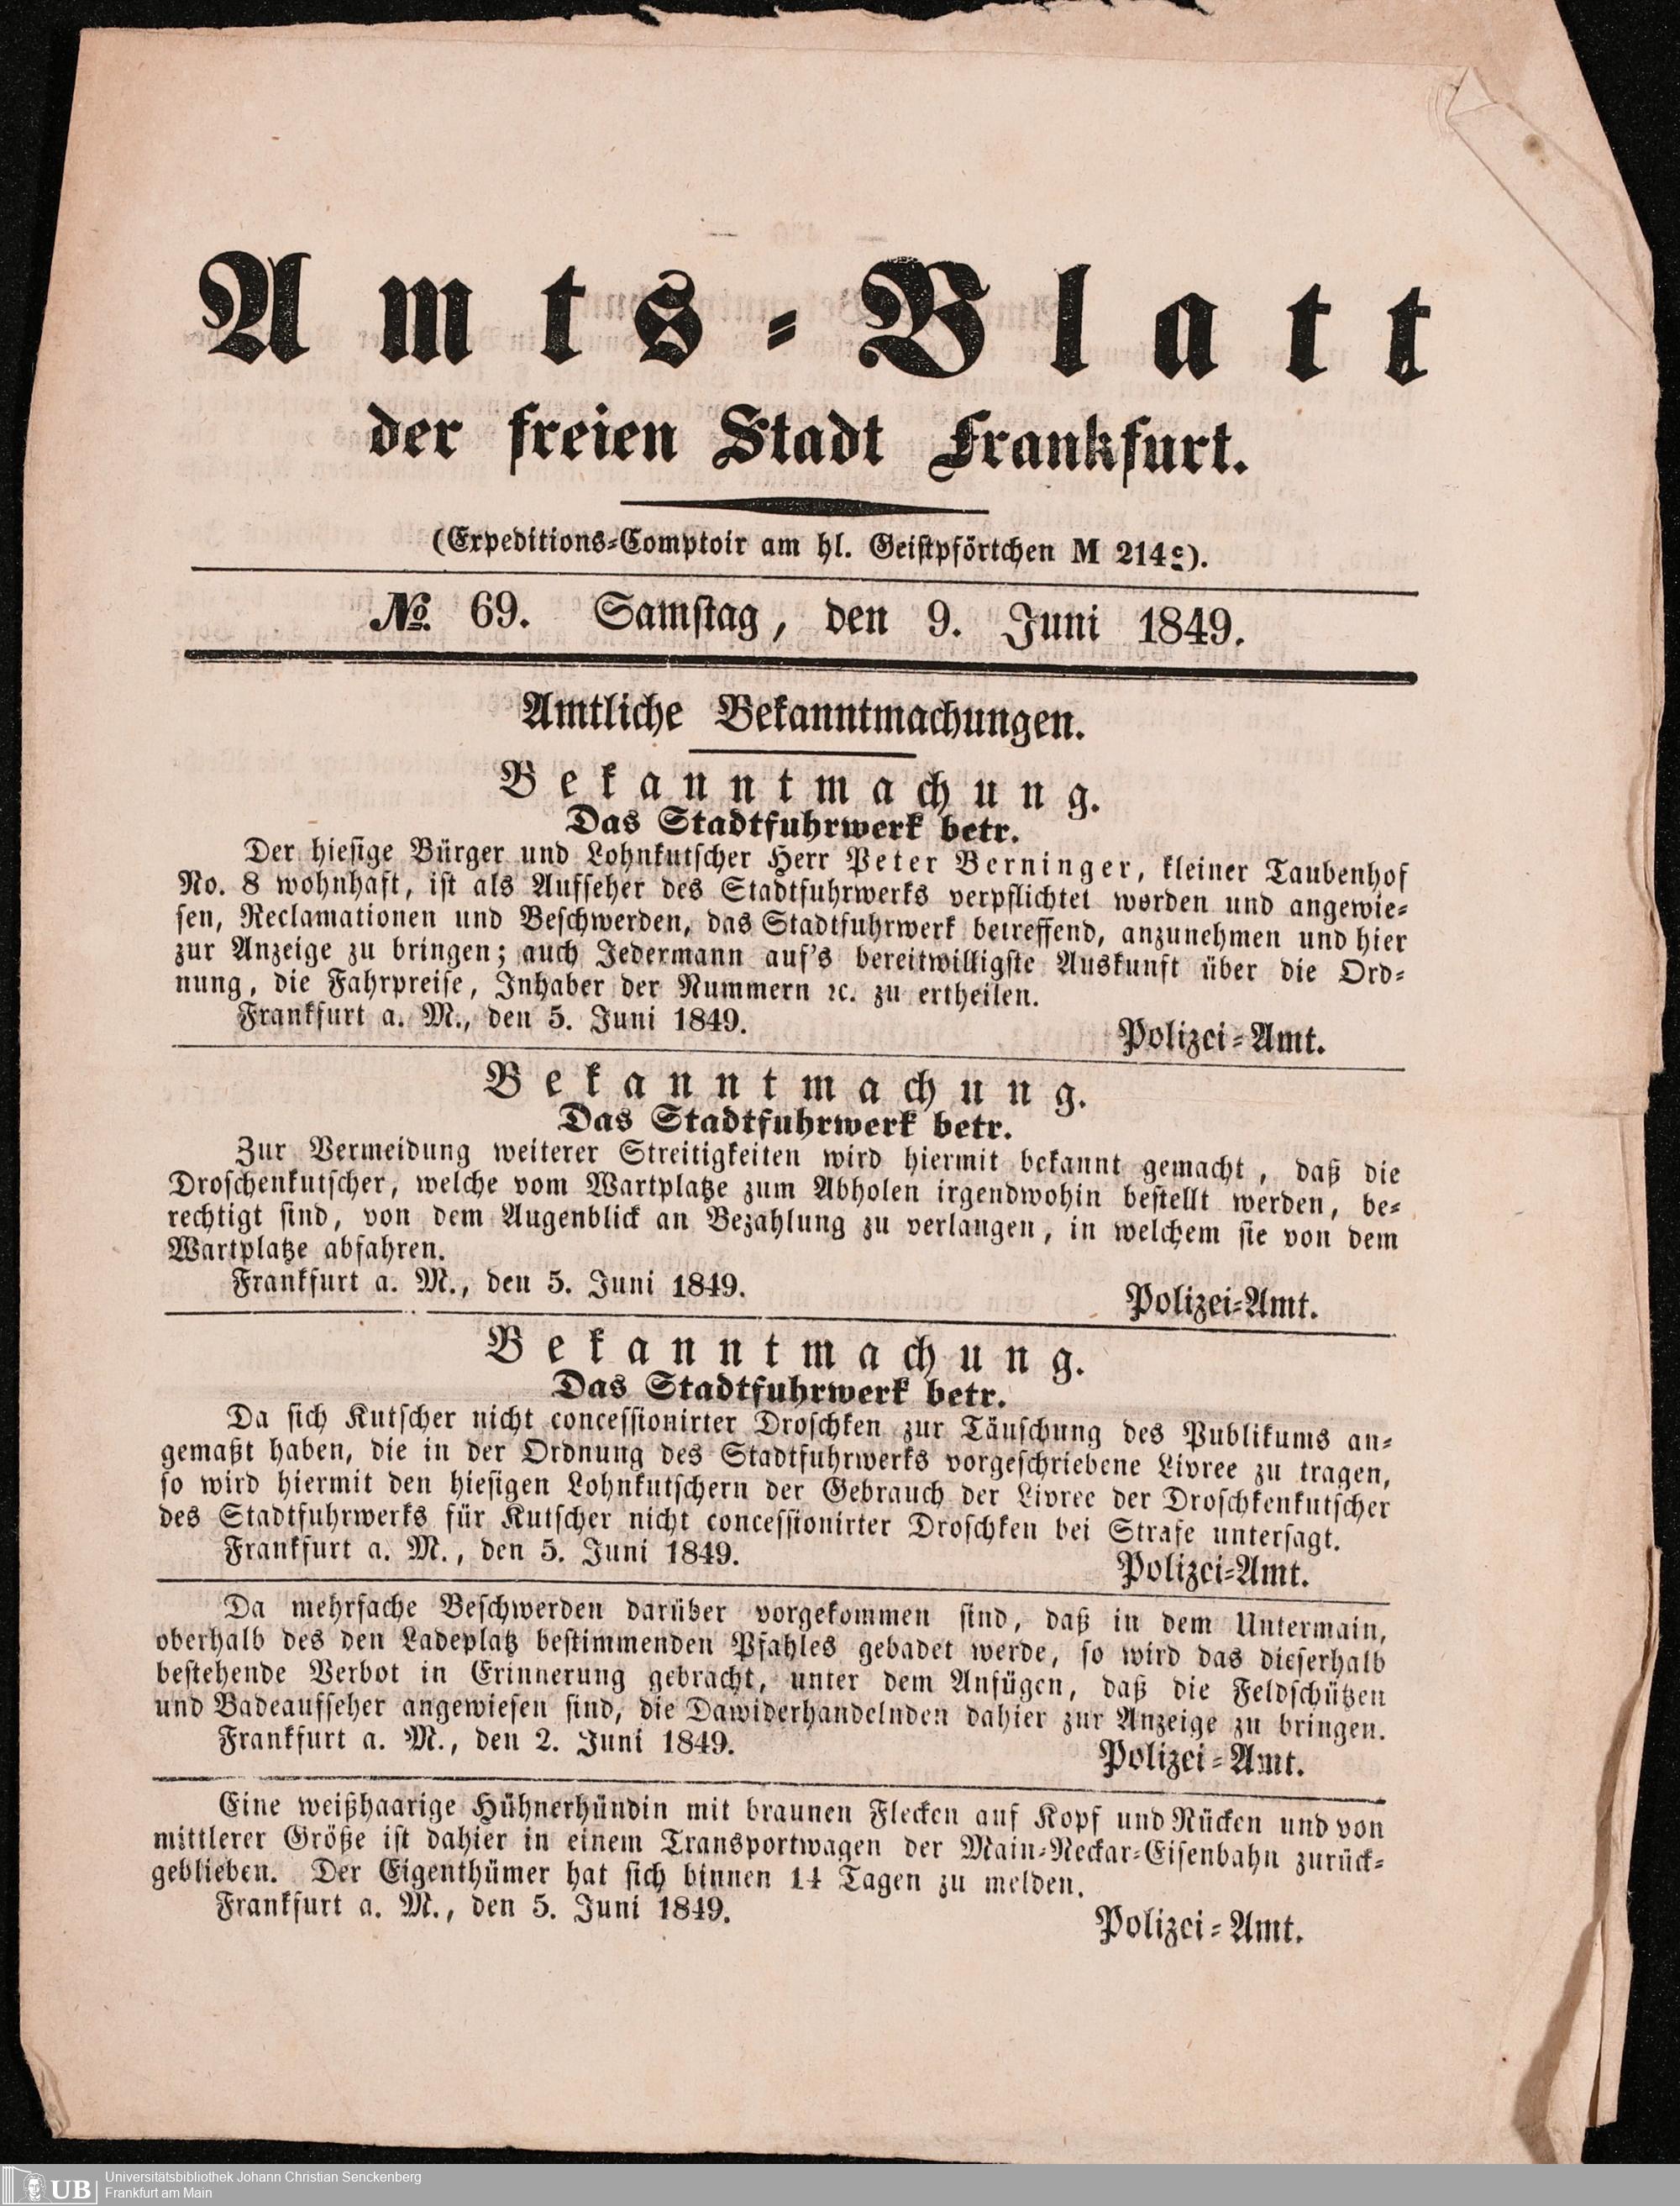 Amts-Blatt
der freien Stadt Frankfurt.
(Expeditions-Comptoir am hl. Geistpförtchen M 214c).
No. 69. Samstag, den 9. Juni 1849.
Amtliche Bekanntmachungen.
Bekanntmachung.
Das Stadtfuhrwerk betr.
Der hiesige Bürger und Lohnkutscher Herr Peter Berninger, kleiner Taubenhof
No. 8 wohnhaft, ist als Aufseher des Stadtfuhrwerks verpflichtet worden und angewie-
sen, Reclamationen und Beschwerden, das Stadtfuhrwerk betreffend, anzunehmen und hier
zur Anzeige zu bringen; auch Jedermann auf's bereitwilligste Auskunft über die Ord-
nung, die Fahrpreise, Inhaber der Nummern ꝛc. zu ertheilen.
Frankfurt a. M., den 5. Juni 1849.
Polizei-Amt.
Bekanntmachung.
Das Stadtfuhrwerk betr.
Zur Vermeidung weiterer Streitigkeiten wird hiermit bekannt gemacht, daß die
Droschenkutscher, welche vom Wartplatze zum Abholen irgendwohin bestellt werden, be-
rechtigt sind, von dem Augenblick an Bezahlung zu verlangen, in welchem sie von dem
Wartplatze abfahren.
Frankfurt a. M., den 5. Juni 1849.
Polizei-Amt.
Bekanntmachung.
Das Stadtfuhrwerk betr.
Da sich Kutscher nicht concessionirter Droschken zur Täuschung des Publikums an-
gemaßt haben, die in der Ordnung des Stadtfuhrwerks vorgeschriebene Livree zu tragen,
so wird hiermit den hiesigen Lohnkutschern der Gebrauch der Livree der Droschkenkutscher
des Stadtfuhrwerks für Kutscher nicht concessionirter Droschken bei Strafe untersagt.
Frankfurt a. M., den 5. Juni 1849.
Polizei-Amt.
Da mehrfache Beschwerden darüber vorgekommen sind, daß in dem Untermain,
oberhalb des den Ladeplatz bestimmenden Pfahles gebadet werde, so wird das dieserhalb
bestehende Verbot in Erinnerung gebracht, unter dem Anfügen, daß die Feldschützen
und Badeaufseher angewiesen sind, die Dawiderhandelnden dahier zur Anzeige zu bringen.
Frankfurt a. M., den 2. Juni 1849.
Polizei-Amt.
Eine weißhaarige Hühnerhündin mit braunen Flecken auf Kopf und Rücken und von
mittlerer Größe ist dahier in einem Transportwagen der Main-Neckar-Eisenbahn zurück-
geblieben. Der Eigenthümer hat sich binnen 14 Tagen zu melden.
Frankfurt a. M., den 5. Juni 1849.
Polizei-Amt.
UB
Universitätsbibliothek Johann Christian Senckenberg
Frankfurt am Main